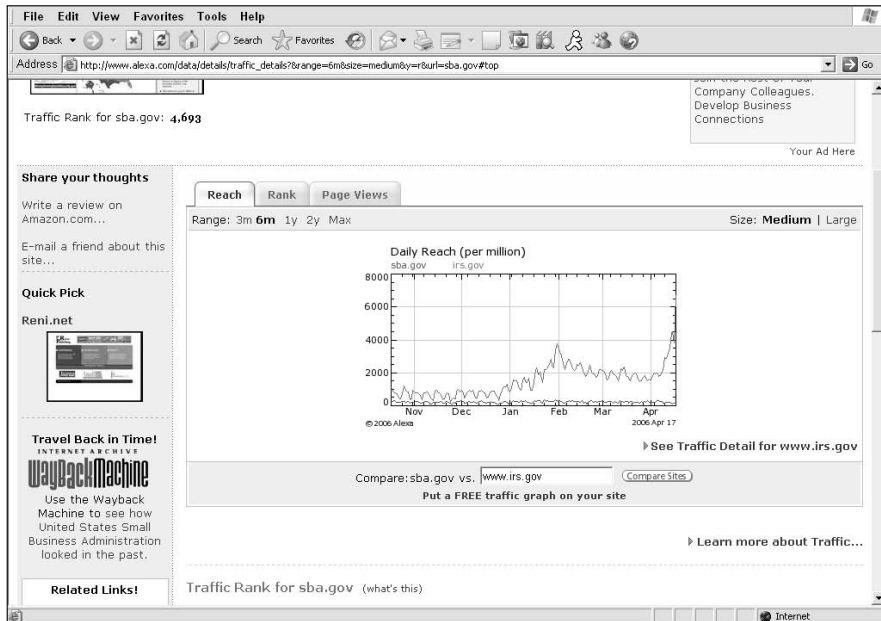 File Edit View Favorites Tools Help
Back Search Favorites
Address http://www.alexa.com/data/details/traffic_details?&range=6m&size=medium&y=r&url=sba.gov#top Go
Join the Rest of Your
Company Colleagues.
Develop Business
Connections
Traffic Rank for sba.gov: 4,693
Your Ad Here
Share your thoughts
Write a review on
Amazon.com...
E-mail a friend about this
site...
Quick Pick
Reni.net
Travel Back in Time!
INTERNET ARCHIVE
WayBackMachine
Use the Wayback
Machine to see how
United States Small
Business Administration
looked in the past.
Related Links!
Reach Rank Page Views
Range: 3m 6m 1y 2y Max Size: Medium | Large
Daily Reach (per million)
sba.gov irs.gov
8000
6000
4000
2000
0
Nov Dec Jan Feb Mar Apr
© 2006 Alexa 2006 Apr 17
See Traffic Detail for www.irs.gov
Compare: sba.gov vs. www.irs.gov Compare Sites
Put a FREE traffic graph on your site
Learn more about Traffic...
Traffic Rank for sba.gov (what's this)
Internet